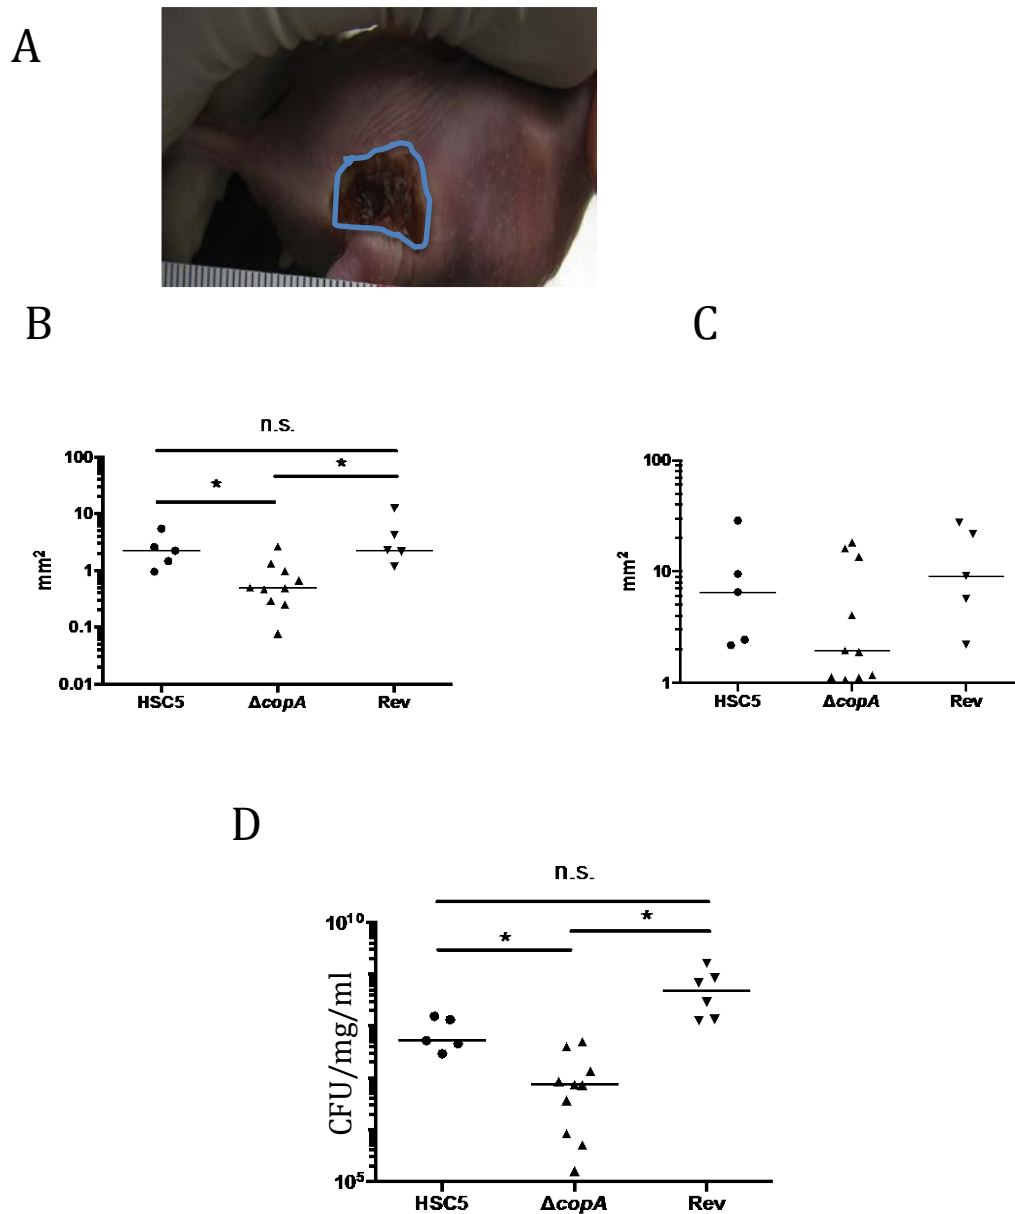 A
B
C
n.s.
*
*
100
10
1
0.1
0.01
mm²
HSC5
ΔcopA
Rev
100
10
1
mm²
HSC5
ΔcopA
Rev
D
n.s.
*
*
10¹⁰
10⁵
CFU/mg/ml
HSC5
ΔcopA
Rev